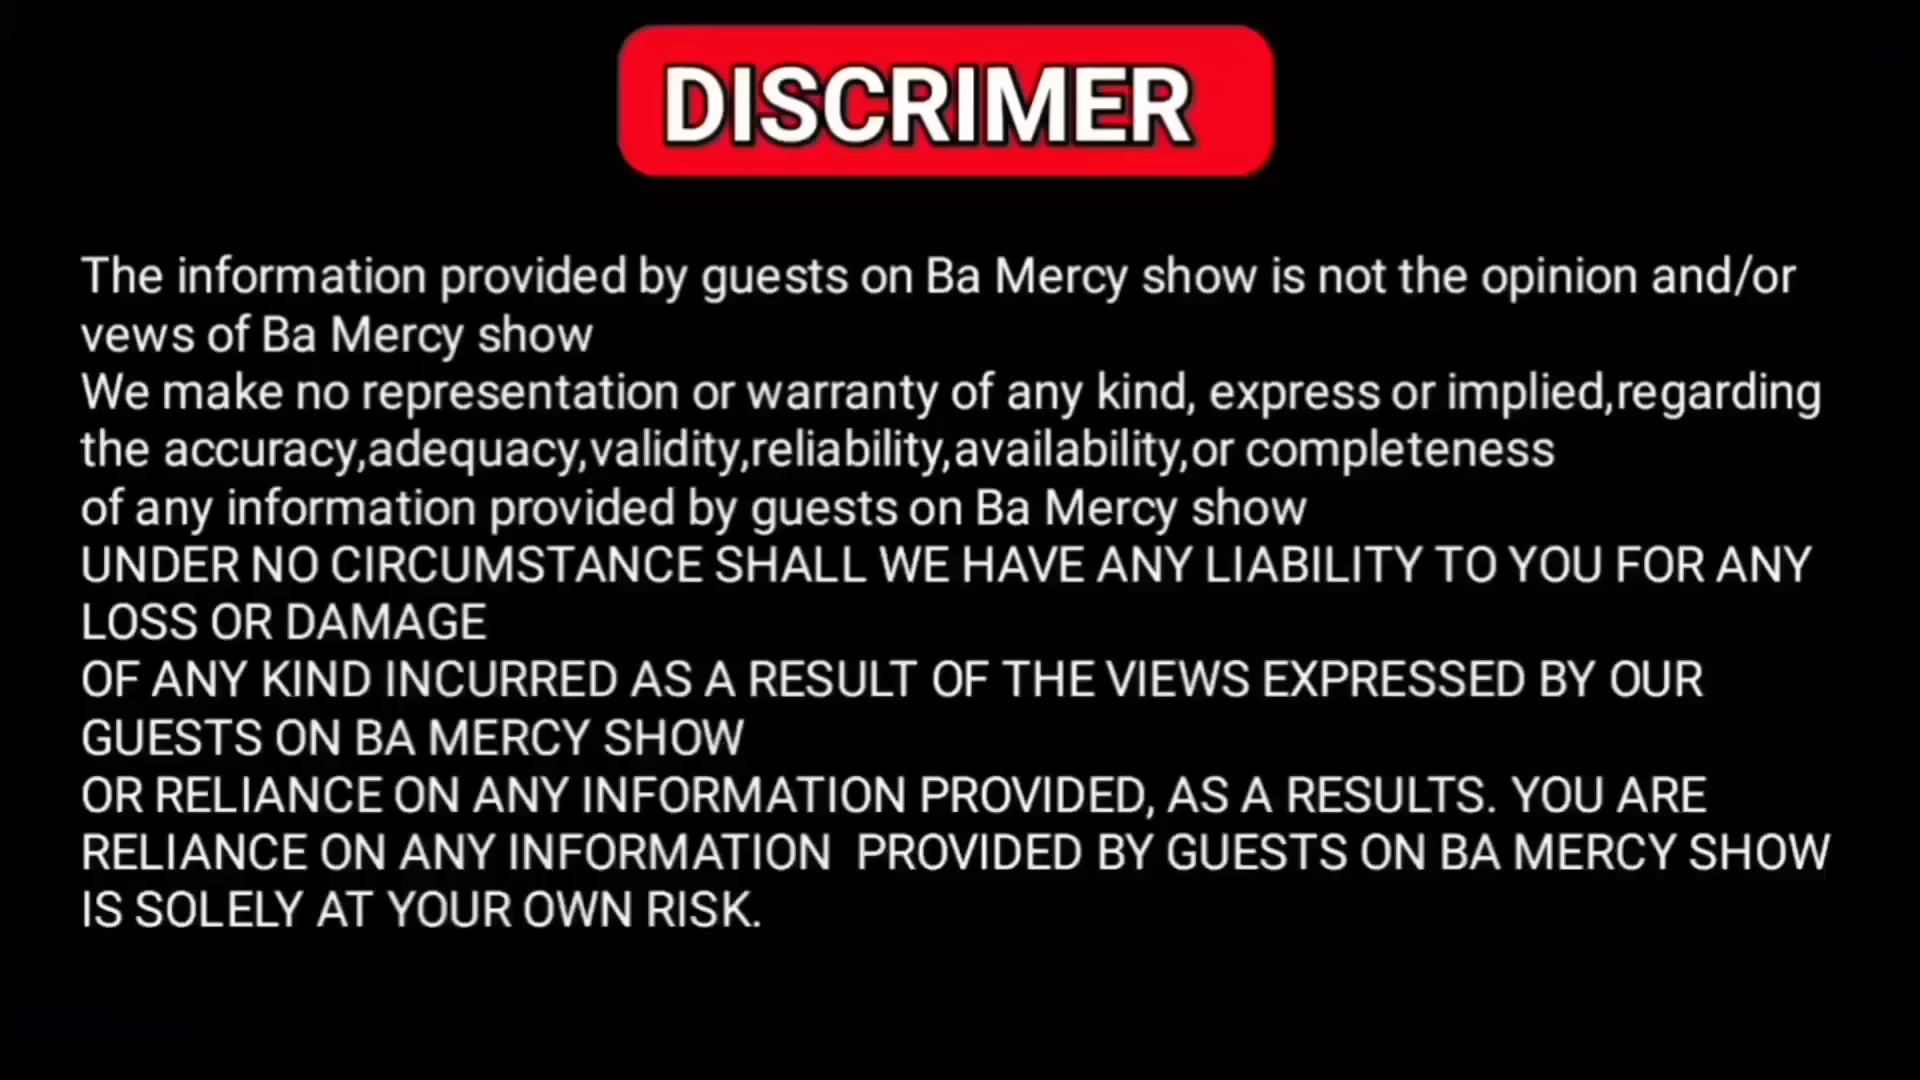 DISCRIMER
The information provided by guests on Ba Mercy show is not the opinion and/or
vews of Ba Mercy show
We make no representation or warranty of any kind, express or implied,regarding
the accuracy,adequacy,validity,reliability,availability,or completeness
of any information provided by guests on Ba Mercy show
UNDER NO CIRCUMSTANCE SHALL WE HAVE ANY LIABILITY TO YOU FOR ANY
LOSS OR DAMAGE
OF ANY KIND INCURRED AS A RESULT OF THE VIEWS EXPRESSED BY OUR
GUESTS ON BA MERCY SHOW
OR RELIANCE ON ANY INFORMATION PROVIDED, AS A RESULTS. YOU ARE
RELIANCE ON ANY INFORMATION  PROVIDED BY GUESTS ON BA MERCY SHOW
IS SOLELY AT YOUR OWN RISK.